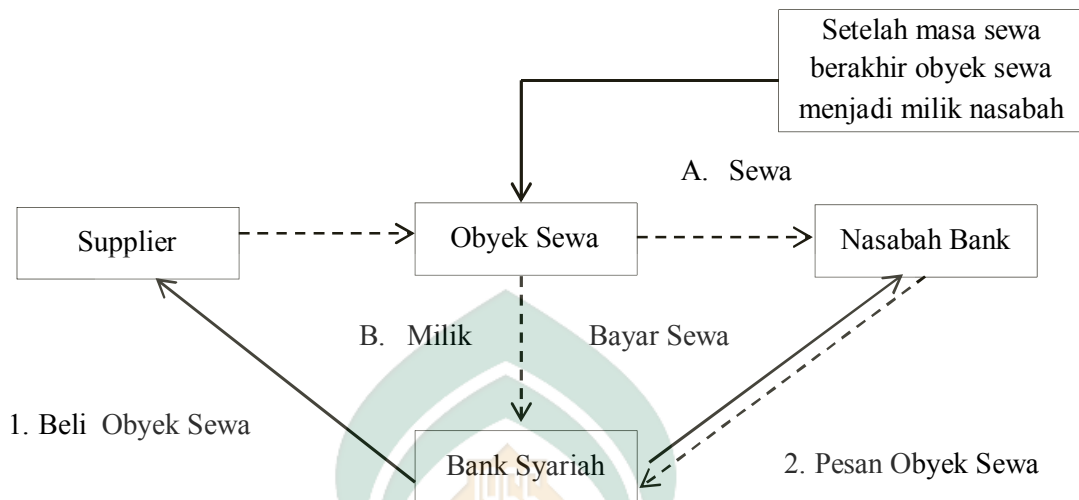 Setelah masa sewa
berakhir obyek sewa
menjadi milik nasabah
A. Sewa
Supplier
Obyek Sewa
Nasabah Bank
B. Milik
Bayar Sewa
1. Beli Obyek Sewa
Bank Syariah
2. Pesan Obyek Sewa